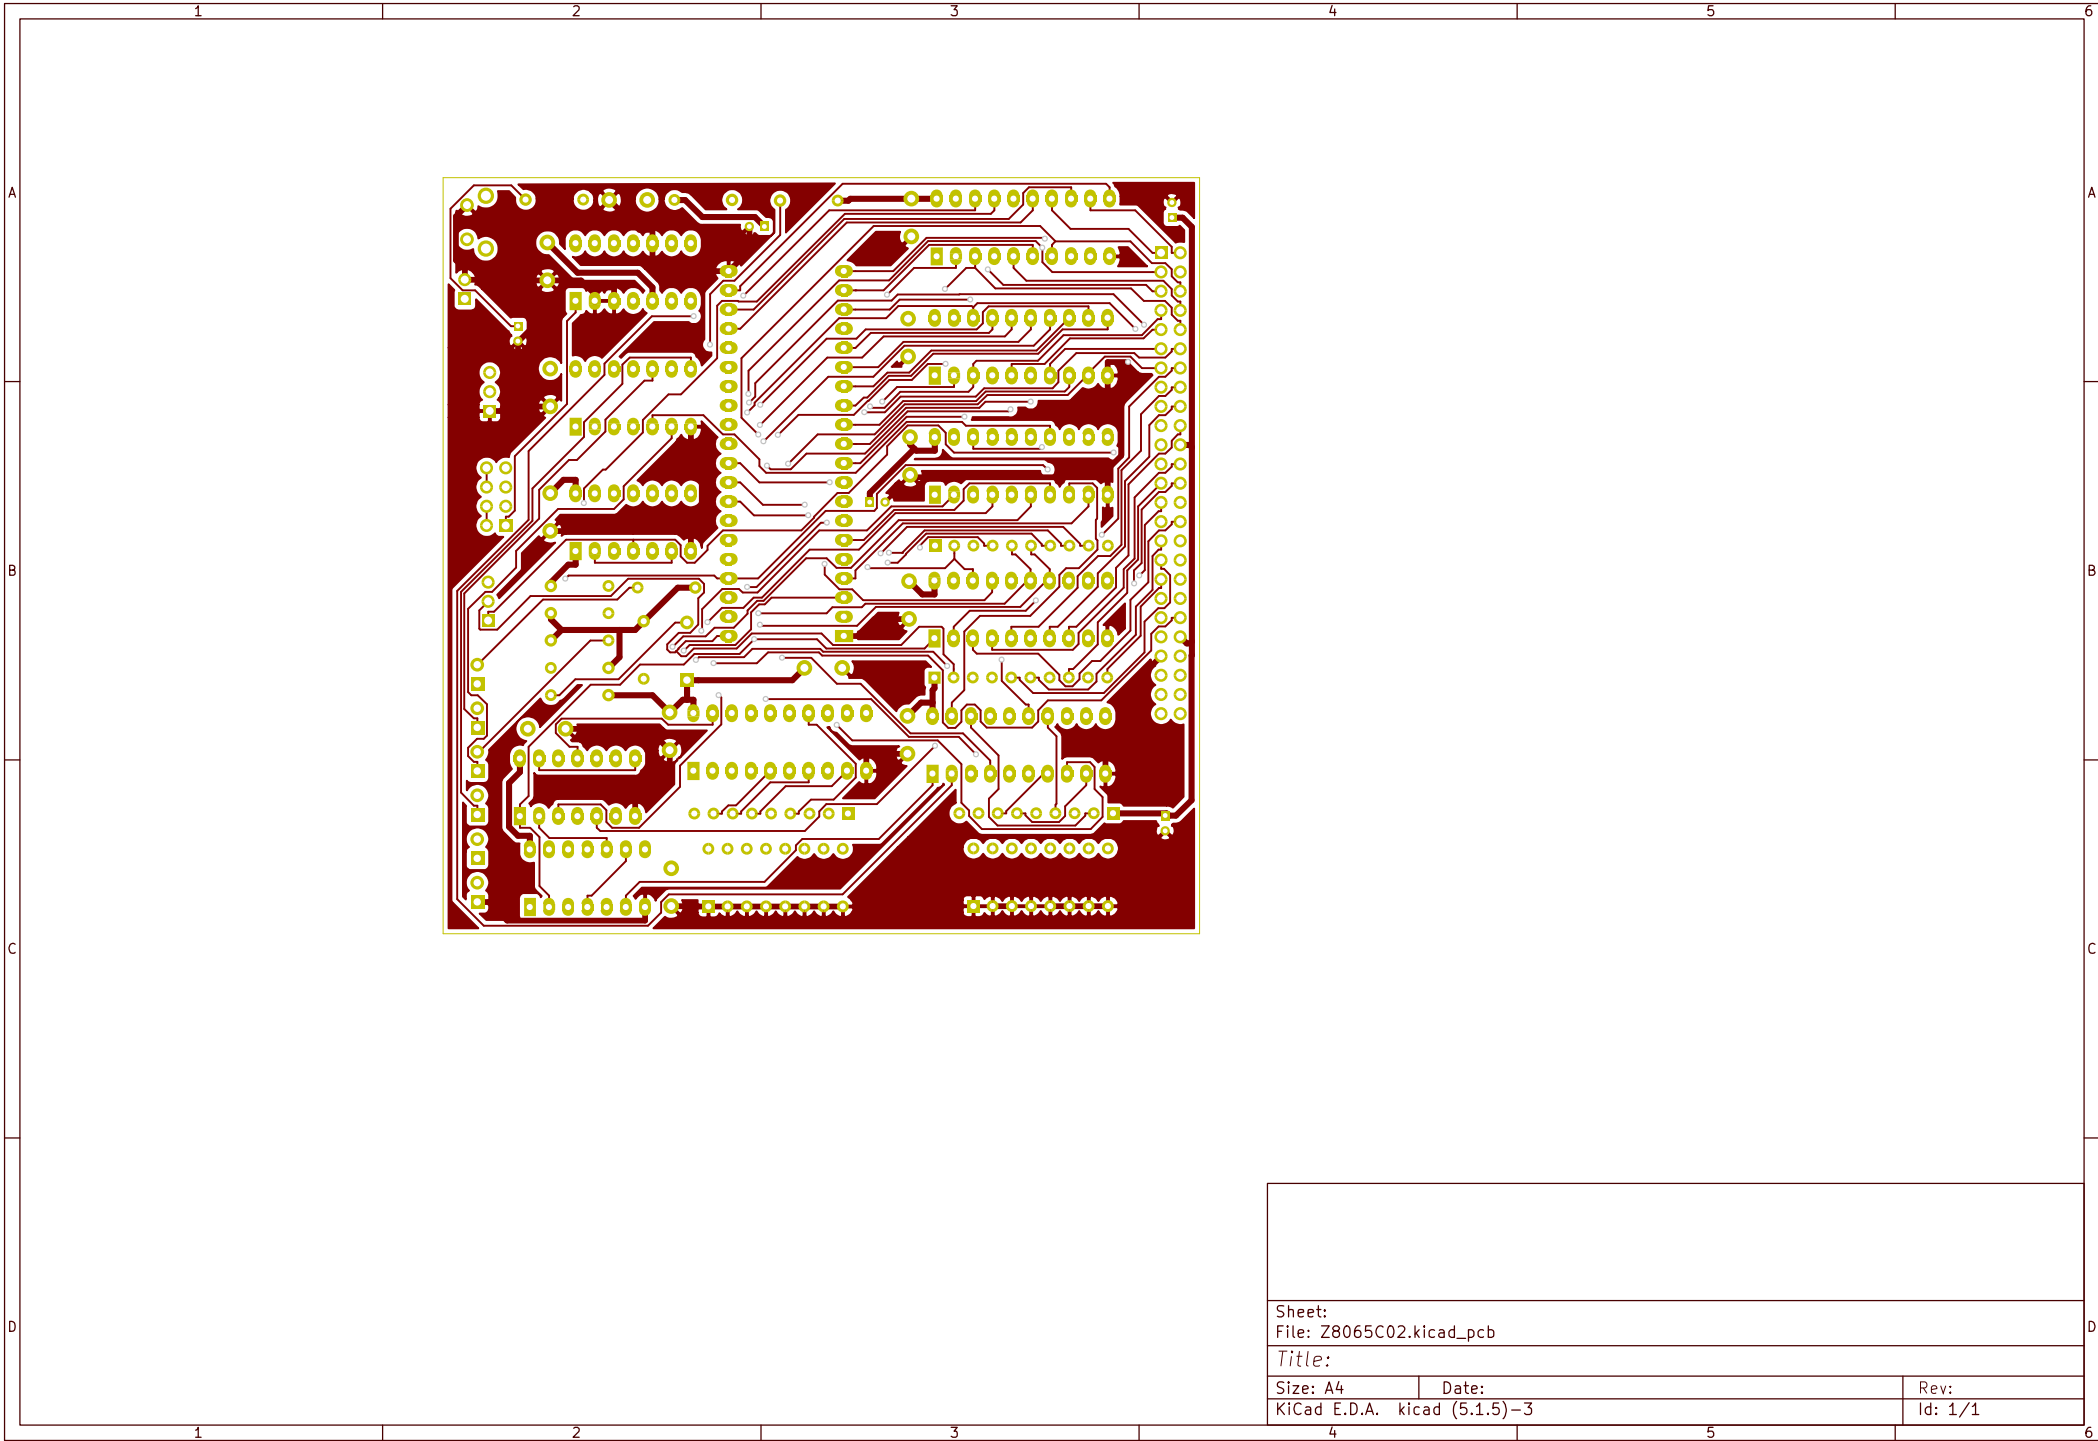 1 2 3 4 5 6
A A
B B
C C
D D
Sheet:
File: Z8065C02.kicad_pcb
Title:
Size: A4 Date: Rev:
KiCad E.D.A. kicad (5.1.5)-3 Id: 1/1
1 2 3 4 5 6